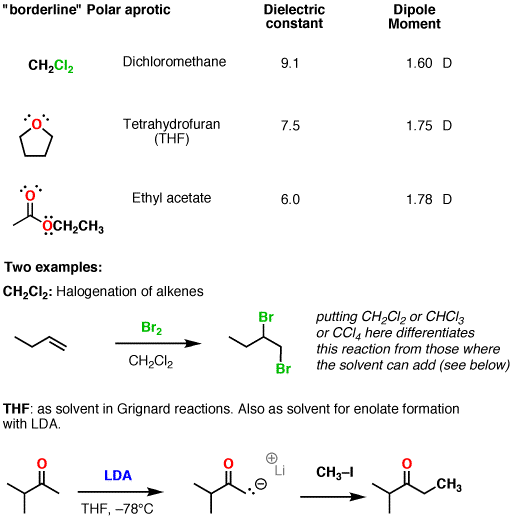 "borderline" Polar aprotic Dielectric constant Dipole Moment
CH2Cl2 Dichloromethane 9.1 1.60 D
O Tetrahydrofuran (THF) 7.5 1.75 D
O OCH2CH3 Ethyl acetate 6.0 1.78 D
Two examples:
CH2Cl2: Halogenation of alkenes
Br2
CH2Cl2
Br
Br
putting CH2Cl2 or CHCl3
or CCl4 here differentiates
this reaction from those where
the solvent can add (see below)
THF: as solvent in Grignard reactions. Also as solvent for enolate formation
with LDA.
O
LDA
THF, –78°C
O
⊖
⊕
Li
CH3–I
O
CH3